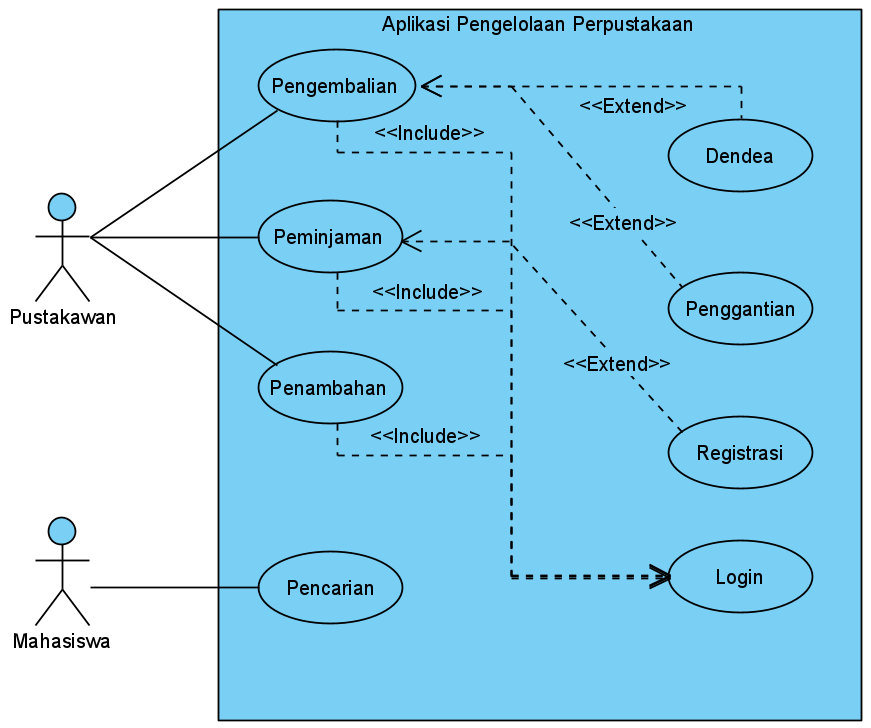 Aplikasi Pengelolaan Perpustakaan
Pengembalian
<<Extend>>
<<Include>>
Dendea
<<Extend>>
Peminjaman
<<Include>>
Penggantian
Pustakawan
<<Extend>>
Penambahan
<<Include>>
Registrasi
Pencarian
Login
Mahasiswa